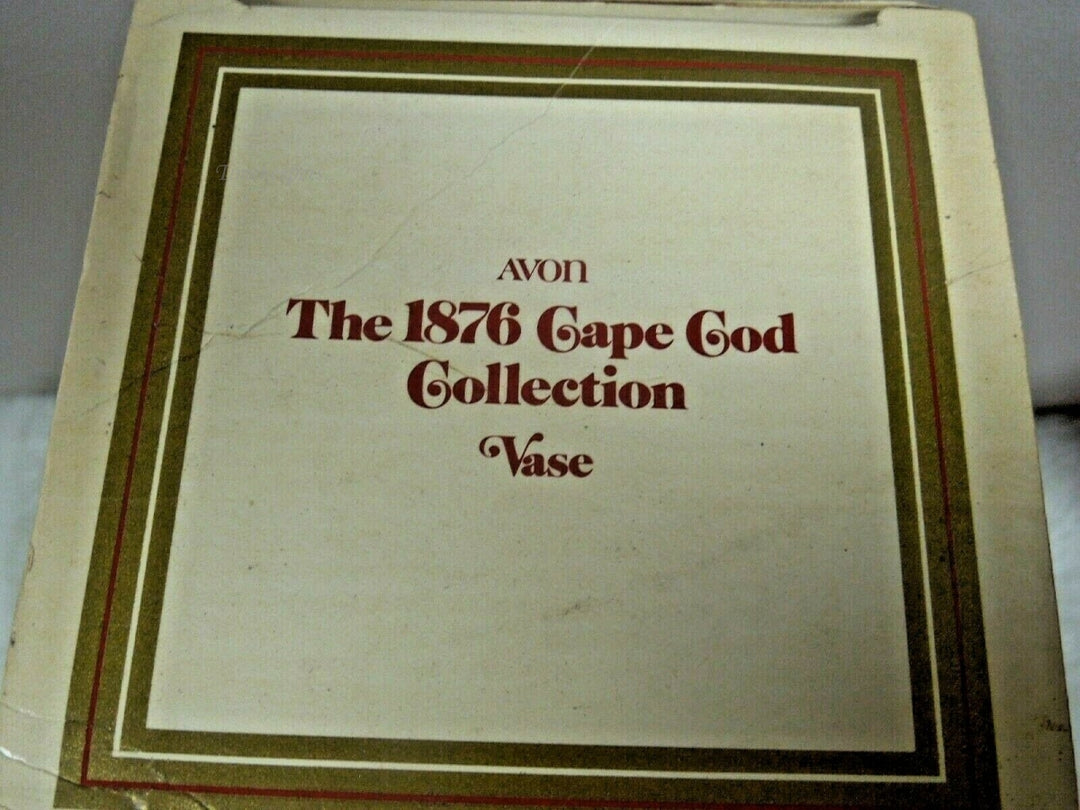 AVON
The 1876 Cape Cod
Collection
Vase